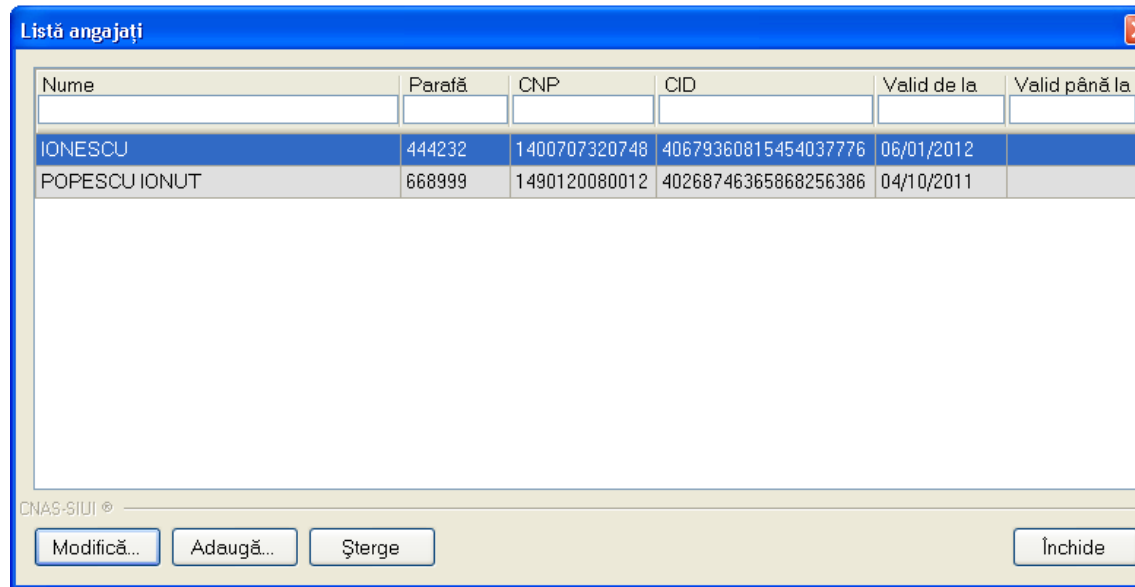 Listă angajați
Nume Parafă CNP CID Valid de la Valid până la
IONESCU 444232 1400707320748 40679360815454037776 06/01/2012
POPESCU IONUT 668999 1490120080012 40268746365868256386 04/10/2011
CNAS-SIUI ®
Modifică... Adaugă... Şterge Închide